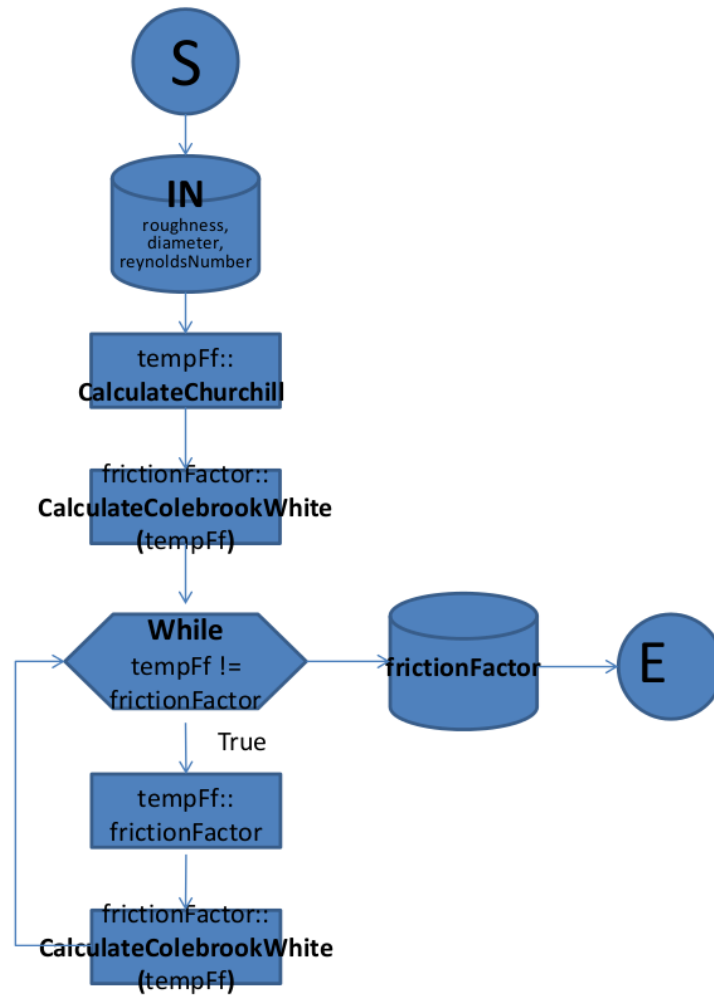 S
IN
roughness,
diameter,
reynoldsNumber
tempFf::
CalculateChurchill
frictionFactor::
CalculateColebrookWhite
(tempFf)
While
tempFf !=
frictionFactor
frictionFactor
E
True
tempFf::
frictionFactor
frictionFactor::
CalculateColebrookWhite
(tempFf)